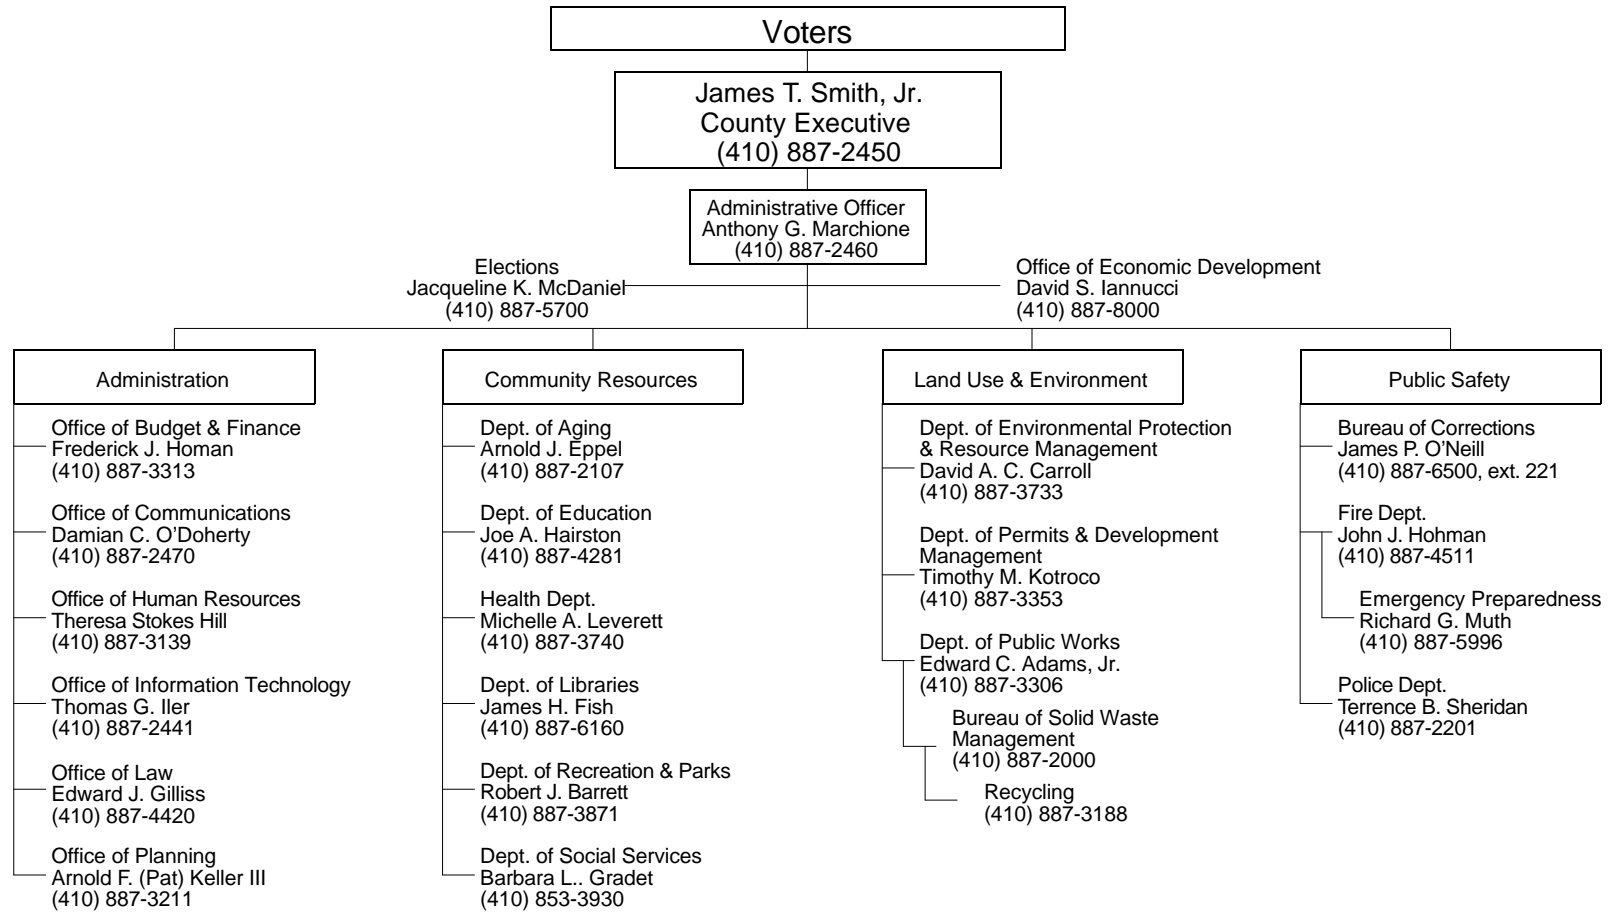 Voters
James T. Smith, Jr.
County Executive
(410) 887-2450
Administrative Officer
Anthony G. Marchione
(410) 887-2460
Elections
Jacqueline K. McDaniel
(410) 887-5700
Office of Economic Development
David S. Iannucci
(410) 887-8000
Administration
Office of Budget & Finance
Frederick J. Homan
(410) 887-3313
Office of Communications
Damian C. O’Doherty
(410) 887-2470
Office of Human Resources
Theresa Stokes Hill
(410) 887-3139
Office of Information Technology
Thomas G. Iler
(410) 887-2441
Office of Law
Edward J. Gilliss
(410) 887-4420
Office of Planning
Arnold F. (Pat) Keller III
(410) 887-3211
Community Resources
Dept. of Aging
Arnold J. Eppel
(410) 887-2107
Dept. of Education
Joe A. Hairston
(410) 887-4281
Health Dept.
Michelle A. Leverett
(410) 887-3740
Dept. of Libraries
James H. Fish
(410) 887-6160
Dept. of Recreation & Parks
Robert J. Barrett
(410) 887-3871
Dept. of Social Services
Barbara L.. Gradet
(410) 853-3930
Land Use & Environment
Dept. of Environmental Protection
& Resource Management
David A. C. Carroll
(410) 887-3733
Dept. of Permits & Development
Management
Timothy M. Kotroco
(410) 887-3353
Dept. of Public Works
Edward C. Adams, Jr.
(410) 887-3306
Bureau of Solid Waste
Management
(410) 887-2000
Recycling
(410) 887-3188
Public Safety
Bureau of Corrections
James P. O’Neill
(410) 887-6500, ext. 221
Fire Dept.
John J. Hohman
(410) 887-4511
Emergency Preparedness
Richard G. Muth
(410) 887-5996
Police Dept.
Terrence B. Sheridan
(410) 887-2201